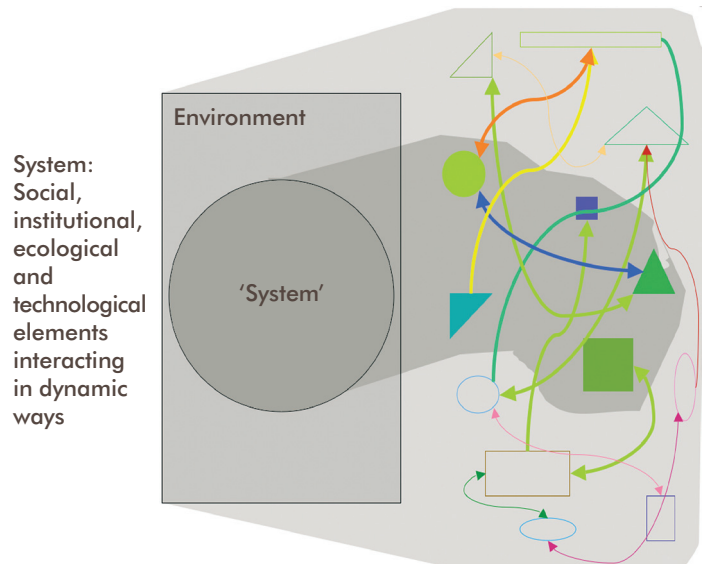 System:
Social,
institutional,
ecological
and
technological
elements
interacting
in dynamic
ways
Environment
‘System’